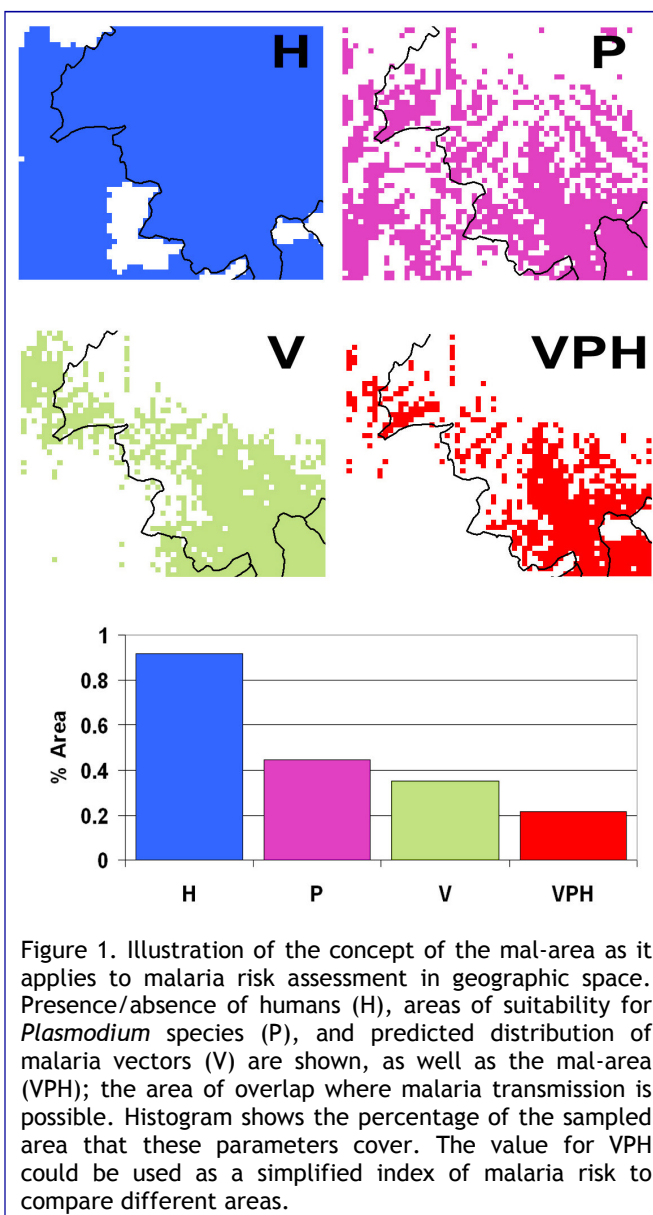 H
P
V
VPH
1
0.8
0.6
0.4
0.2
0
% Area
H P V VPH
Figure 1. Illustration of the concept of the mal-area as it
applies to malaria risk assessment in geographic space.
Presence/absence of humans (H), areas of suitability for
Plasmodium species (P), and predicted distribution of
malaria vectors (V) are shown, as well as the mal-area
(VPH); the area of overlap where malaria transmission is
possible. Histogram shows the percentage of the sampled
area that these parameters cover. The value for VPH
could be used as a simplified index of malaria risk to
compare different areas.